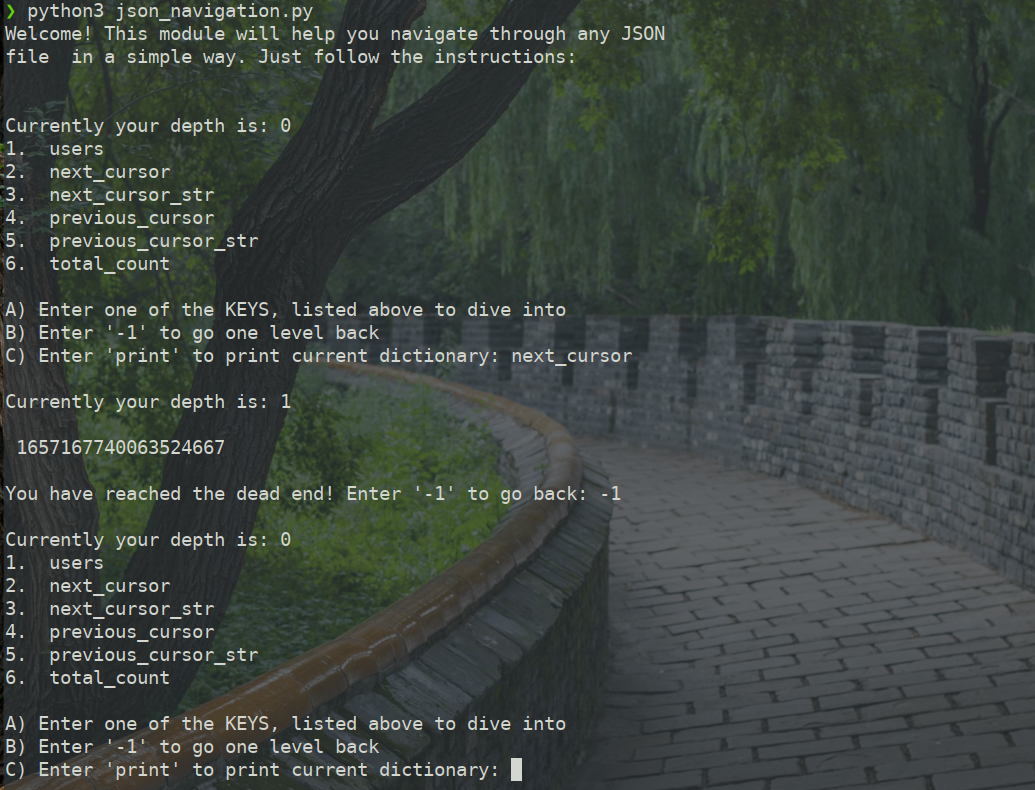 ❯ python3 json_navigation.py
Welcome! This module will help you navigate through any JSON
file  in a simple way. Just follow the instructions:
Currently your depth is: 0
1.  users
2.  next_cursor
3.  next_cursor_str
4.  previous_cursor
5.  previous_cursor_str
6.  total_count
A) Enter one of the KEYS, listed above to dive into
B) Enter '-1' to go one level back
C) Enter 'print' to print current dictionary: next_cursor
Currently your depth is: 1
1657167740063524667
You have reached the dead end! Enter '-1' to go back: -1
Currently your depth is: 0
1.  users
2.  next_cursor
3.  next_cursor_str
4.  previous_cursor
5.  previous_cursor_str
6.  total_count
A) Enter one of the KEYS, listed above to dive into
B) Enter '-1' to go one level back
C) Enter 'print' to print current dictionary: